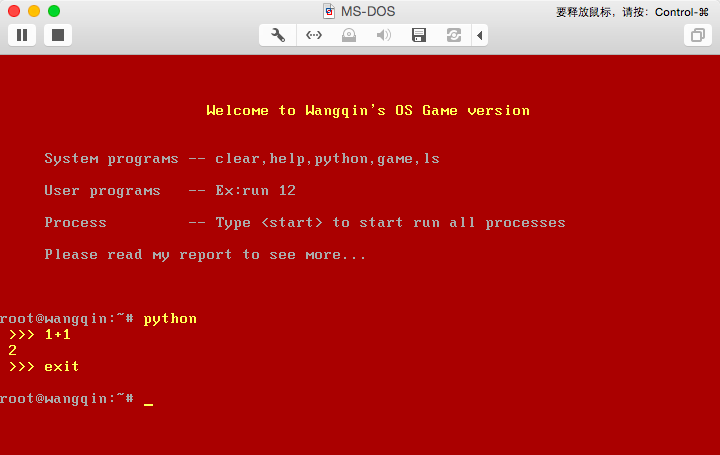 MS-DOS
要释放鼠标，请按：Control-⌘
Welcome to Wangqin's OS Game version
System programs -- clear,help,python,game,ls
User programs -- Ex:run 12
Process -- Type <start> to start run all processes
Please read my report to see more...
root@wangqin:~# python
>>> 1+1
2
>>> exit
root@wangqin:~# _